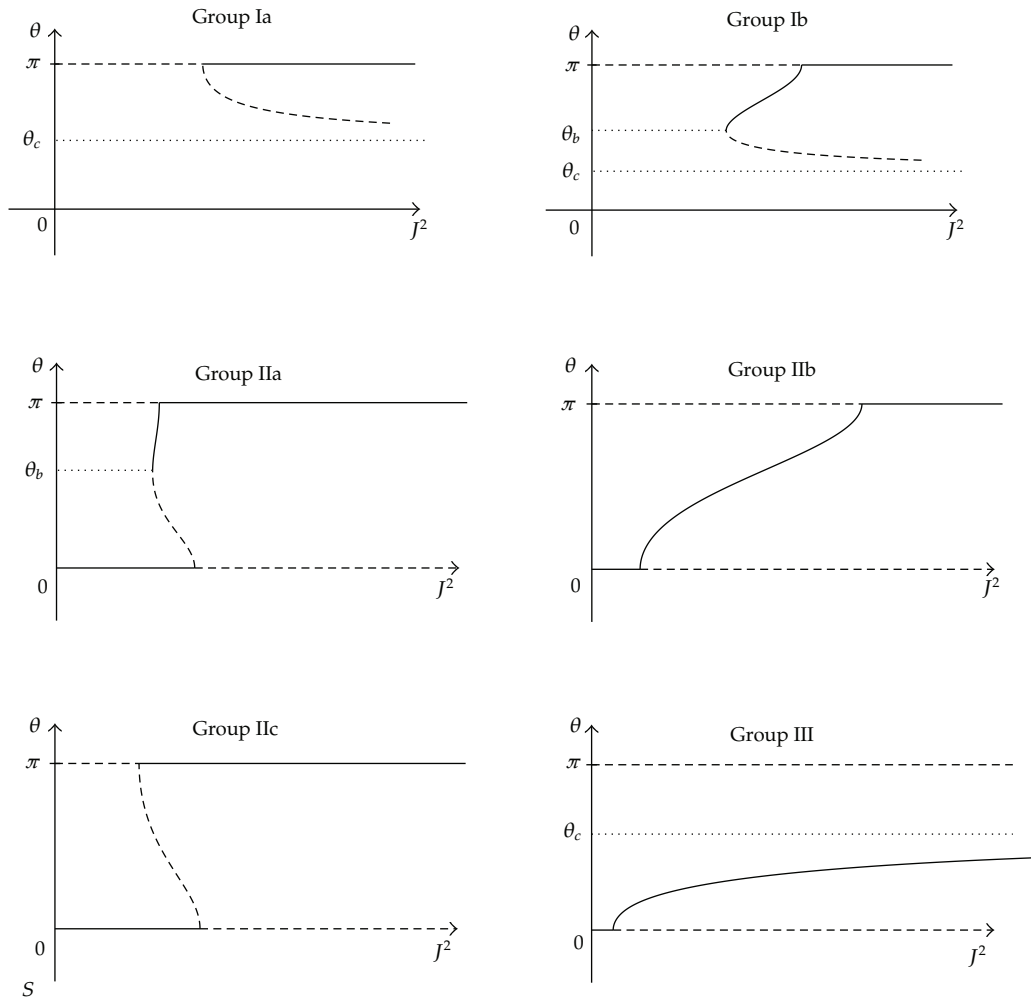 Group Ia
θ
π
θc
0
J²
Group Ib
θ
π
θb
θc
0
J²
Group IIa
θ
π
θb
0
J²
Group IIb
θ
π
0
J²
Group IIc
θ
π
0
J²
S
Group III
θ
π
θc
0
J²